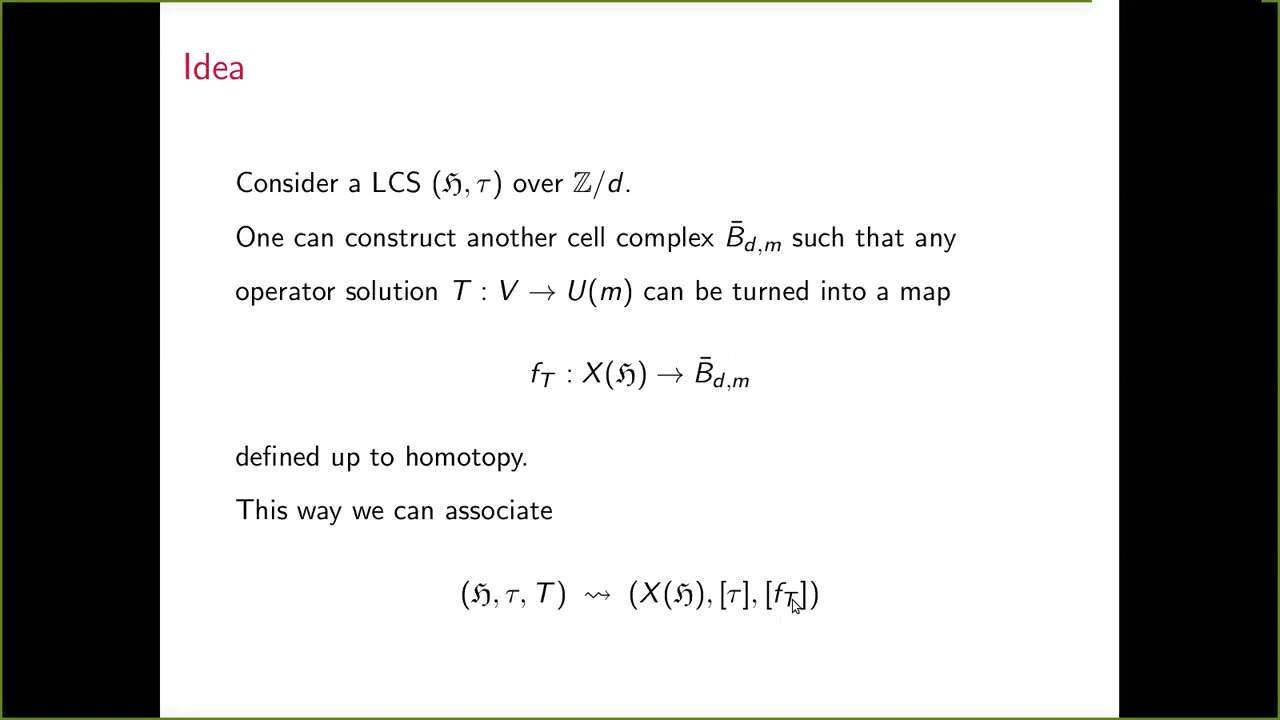 Idea
Consider a LCS (ℌ, τ) over ℤ/d.
One can construct another cell complex B̄_{d,m} such that any
operator solution T : V → U(m) can be turned into a map
f_T : X(ℌ) → B̄_{d,m}
defined up to homotopy.
This way we can associate
(ℌ, τ, T) ⇝ (X(ℌ), [τ], [f_T])